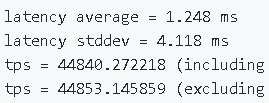 latency average = 1.248 ms
latency stddev = 4.118 ms
tps = 44840.272218 (including
tps = 44853.145859 (excluding